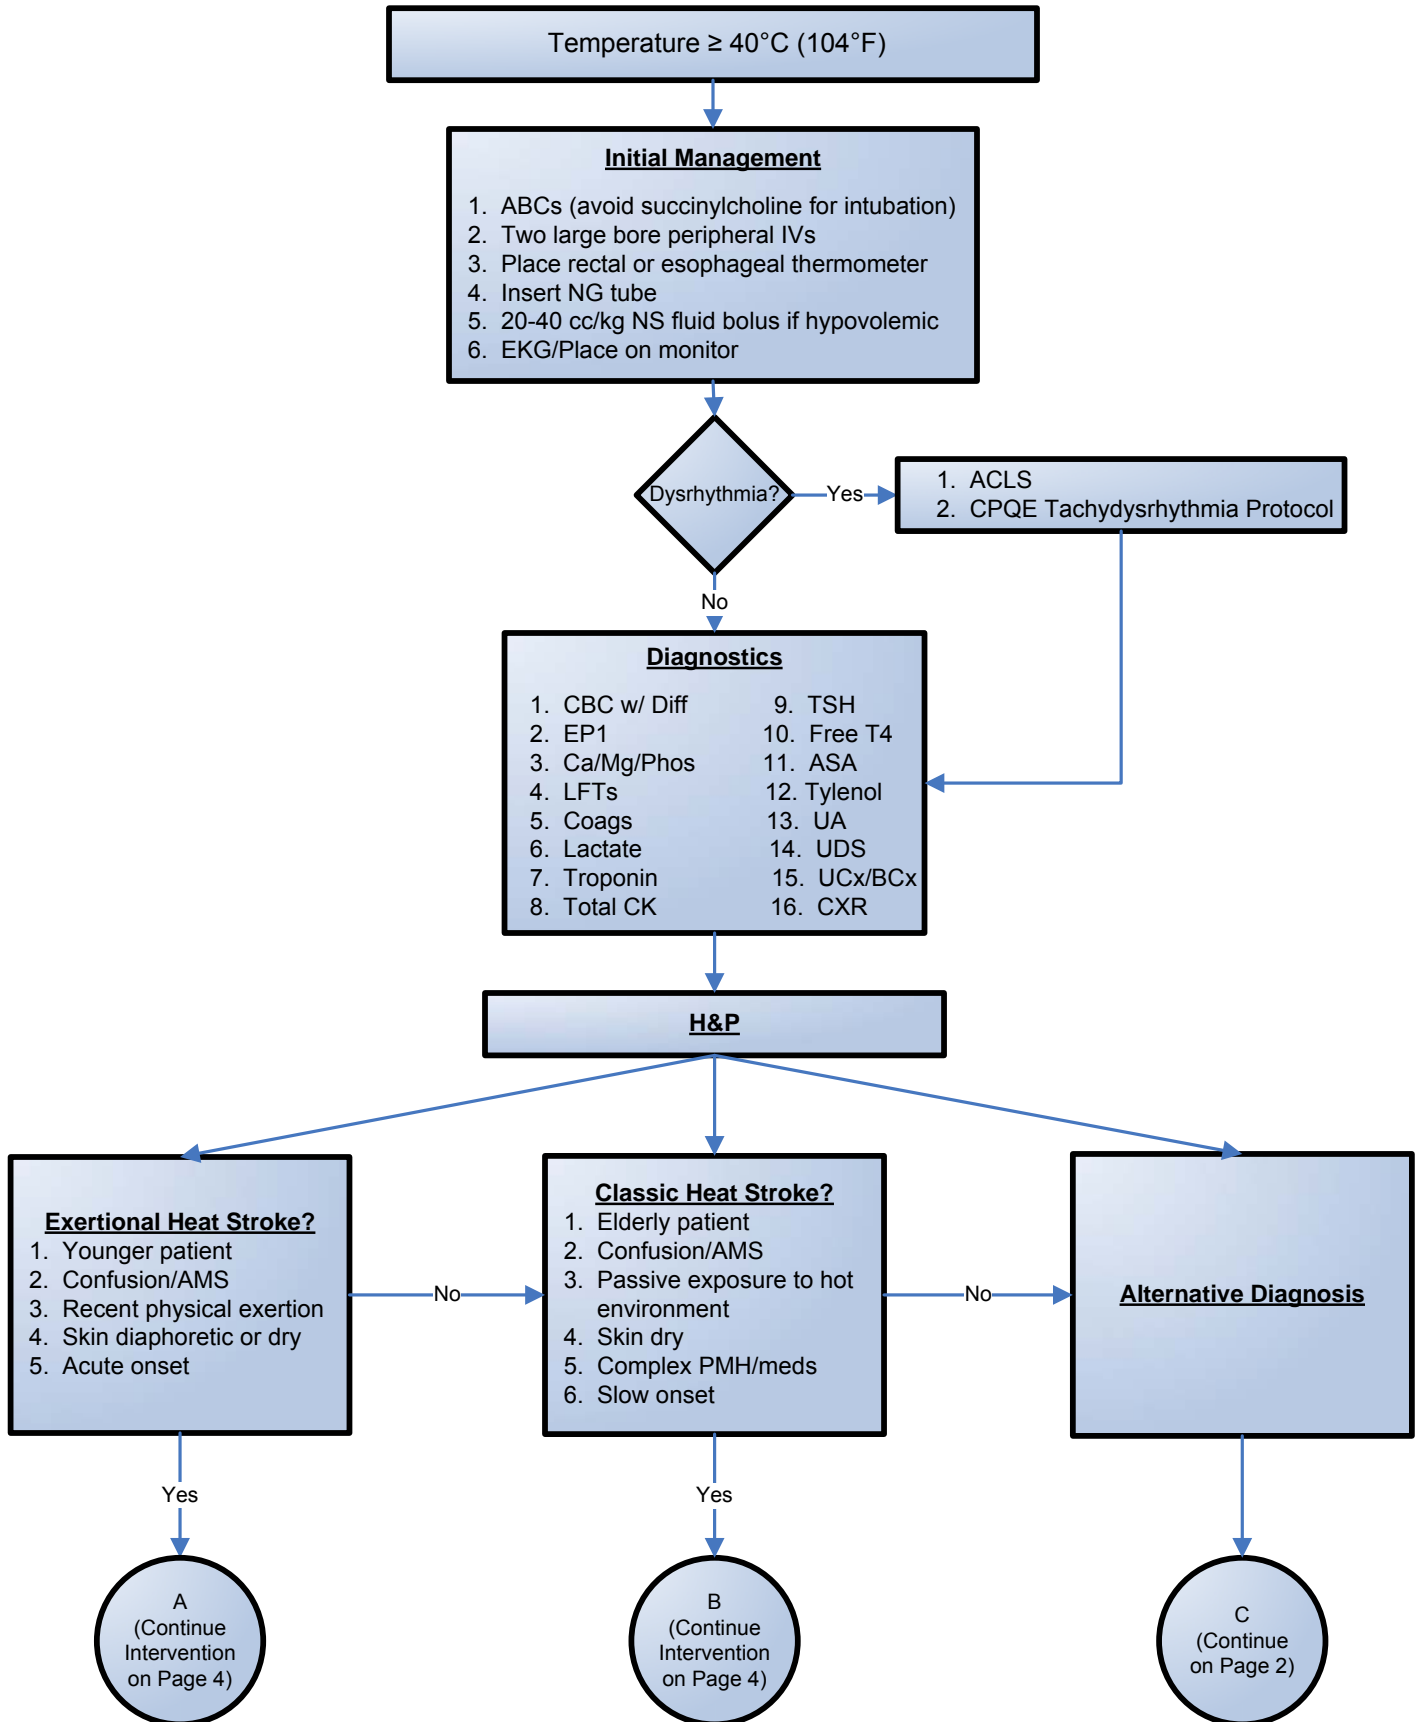 Temperature ≥ 40°C (104°F)
Initial Management
1. ABCs (avoid succinylcholine for intubation)
2. Two large bore peripheral IVs
3. Place rectal or esophageal thermometer
4. Insert NG tube
5. 20-40 cc/kg NS fluid bolus if hypovolemic
6. EKG/Place on monitor
Dysrhythmia?
Yes
1. ACLS
2. CPQE Tachydysrhythmia Protocol
No
Diagnostics
1. CBC w/ Diff
2. EP1
3. Ca/Mg/Phos
4. LFTs
5. Coags
6. Lactate
7. Troponin
8. Total CK
9. TSH
10. Free T4
11. ASA
12. Tylenol
13. UA
14. UDS
15. UCx/BCx
16. CXR
H&P
Exertional Heat Stroke?
1. Younger patient
2. Confusion/AMS
3. Recent physical exertion
4. Skin diaphoretic or dry
5. Acute onset
No
Classic Heat Stroke?
1. Elderly patient
2. Confusion/AMS
3. Passive exposure to hot
environment
4. Skin dry
5. Complex PMH/meds
6. Slow onset
No
Alternative Diagnosis
Yes
Yes
A
(Continue
Intervention
on Page 4)
B
(Continue
Intervention
on Page 4)
C
(Continue
on Page 2)